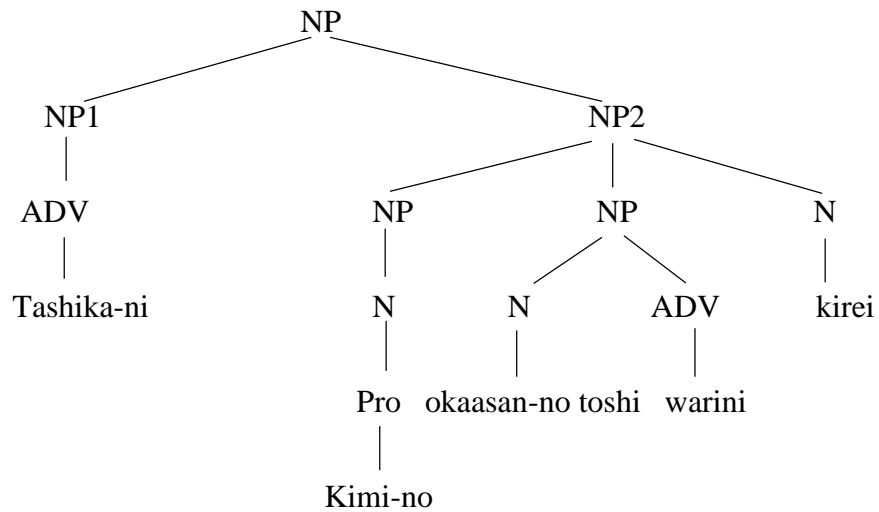 NP
NP1 NP2
ADV NP NP N
Tashika-ni N N ADV kirei
Pro okaasan-no toshi warini
Kimi-no